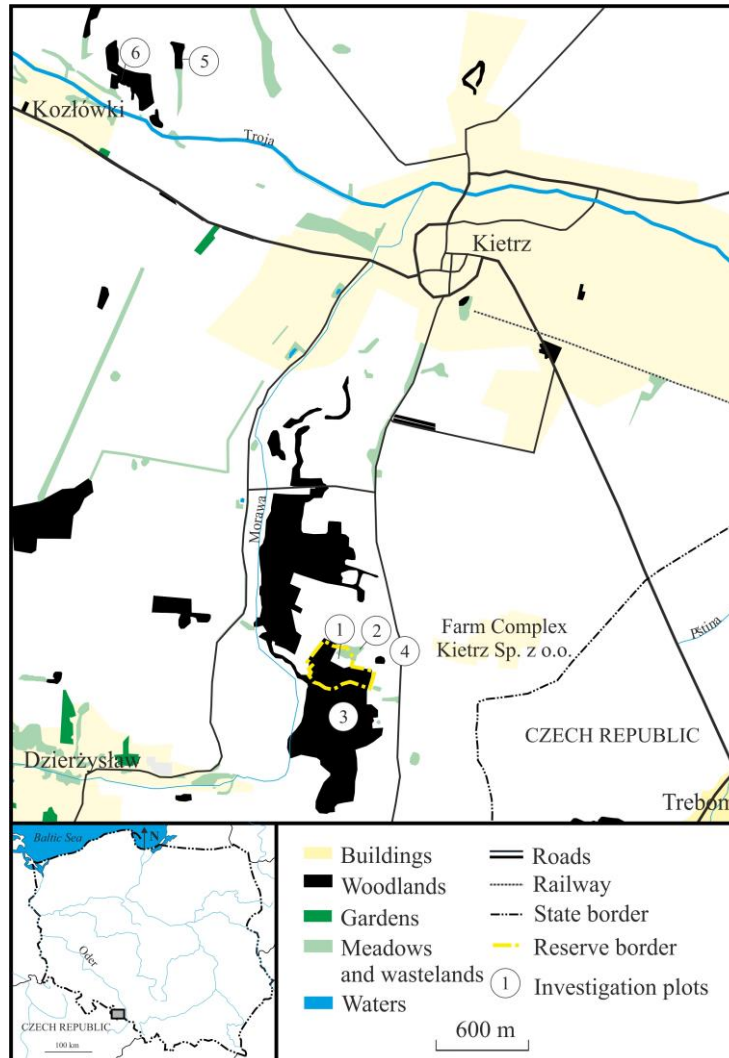 6
5
Kozłówki
Troja
Kietrz
Morawa
1
2
4
3
Farm Complex
Kietrz Sp. z o.o.
Pština
CZECH REPUBLIC
Dzierżysław
Trebom
Baltic Sea
N
Oder
CZECH REPUBLIC
100 km
Buildings
Woodlands
Gardens
Meadows
and wastelands
Waters
Roads
Railway
State border
Reserve border
1 Investigation plots
600 m